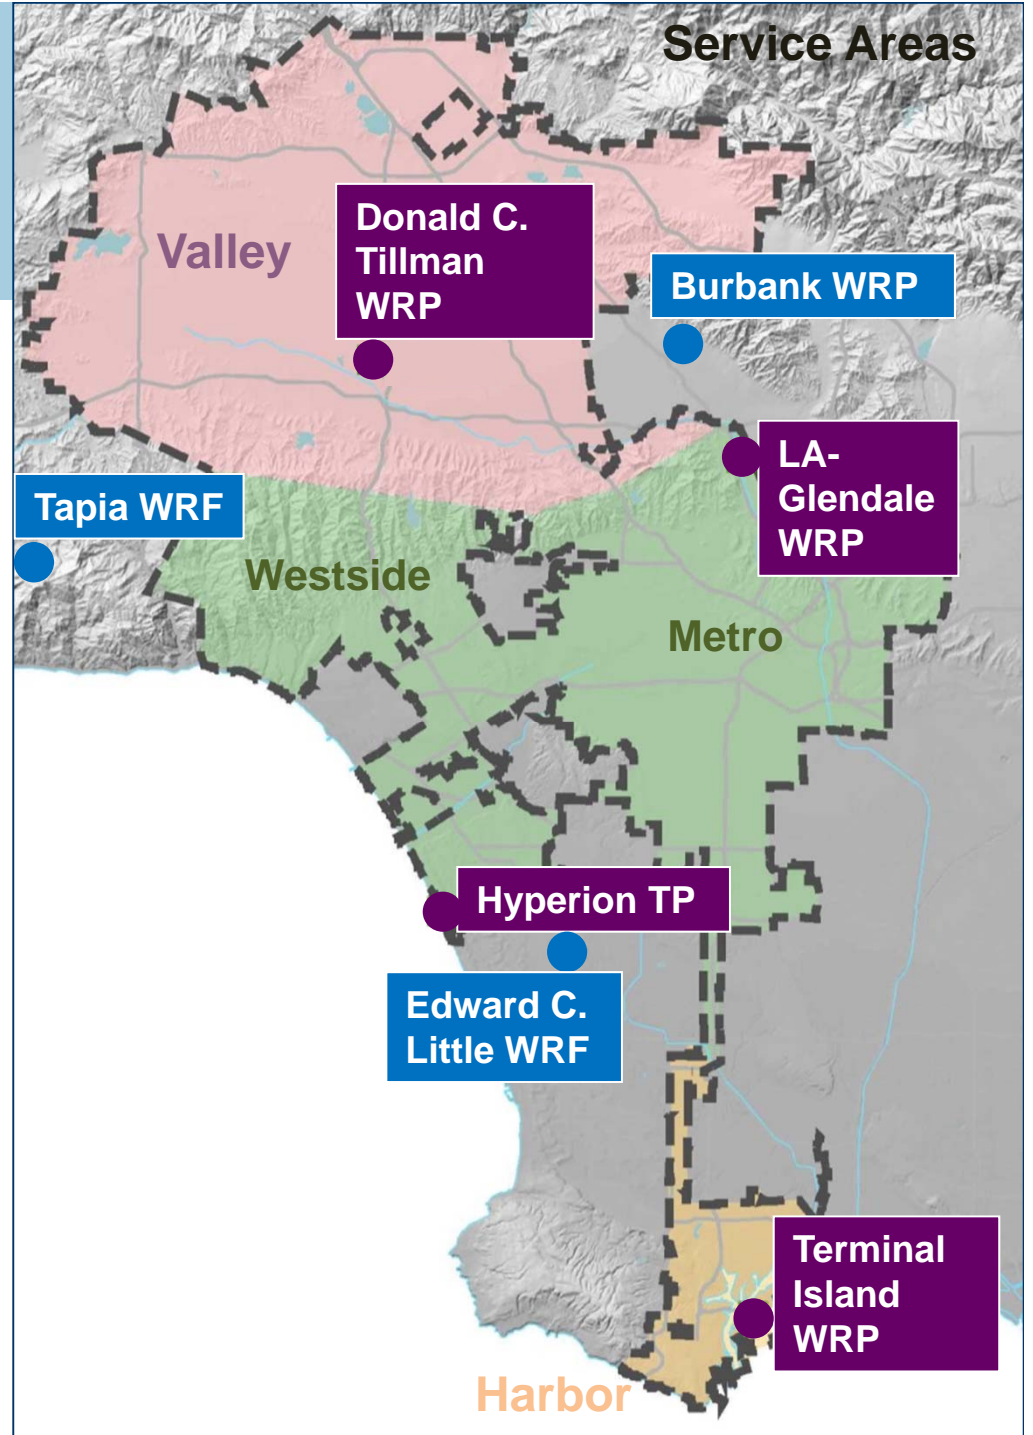 Service Areas
Donald C.
Tillman
WRP
Valley
Burbank WRP
LA-
Glendale
WRP
Tapia WRF
Westside
Metro
Hyperion TP
Edward C.
Little WRF
Terminal
Island
WRP
Harbor